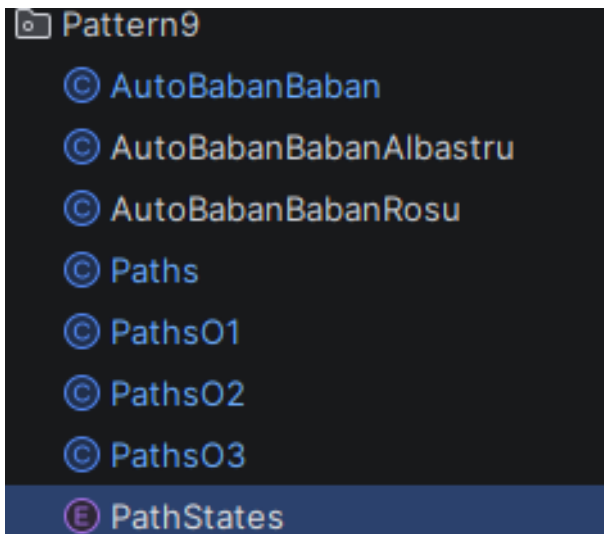 Pattern9
C AutoBabanBaban
C AutoBabanBabanAlbastru
C AutoBabanBabanRosu
C Paths
C PathsO1
C PathsO2
C PathsO3
E PathStates